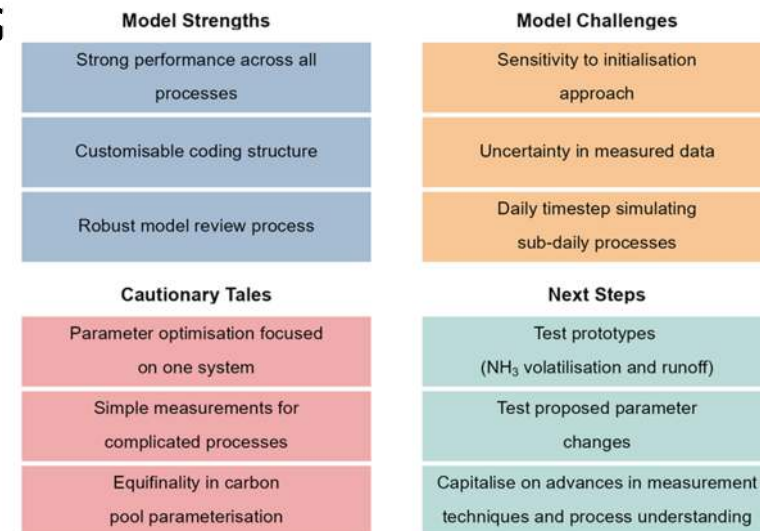 Model Strengths
Strong performance across all
processes
Customisable coding structure
Robust model review process
Model Challenges
Sensitivity to initialisation
approach
Uncertainty in measured data
Daily timestep simulating
sub-daily processes
Cautionary Tales
Parameter optimisation focused
on one system
Simple measurements for
complicated processes
Equifinality in carbon
pool parameterisation
Next Steps
Test prototypes
(NH₃ volatilisation and runoff)
Test proposed parameter
changes
Capitalise on advances in measurement
techniques and process understanding